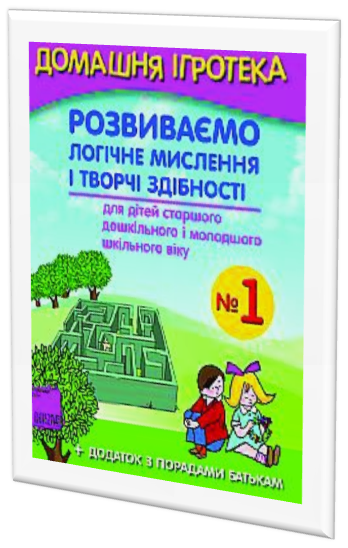 ДОМАШНЯ ІГРОТЕКА
РОЗВИВАЄМО
ЛОГІЧНЕ МИСЛЕННЯ
І ТВОРЧІ ЗДІБНОСТІ
для дітей старшого
дошкільного і молодшого
шкільного віку
№1
+ ДОДАТОК З ПОРАДАМИ БАТЬКАМ